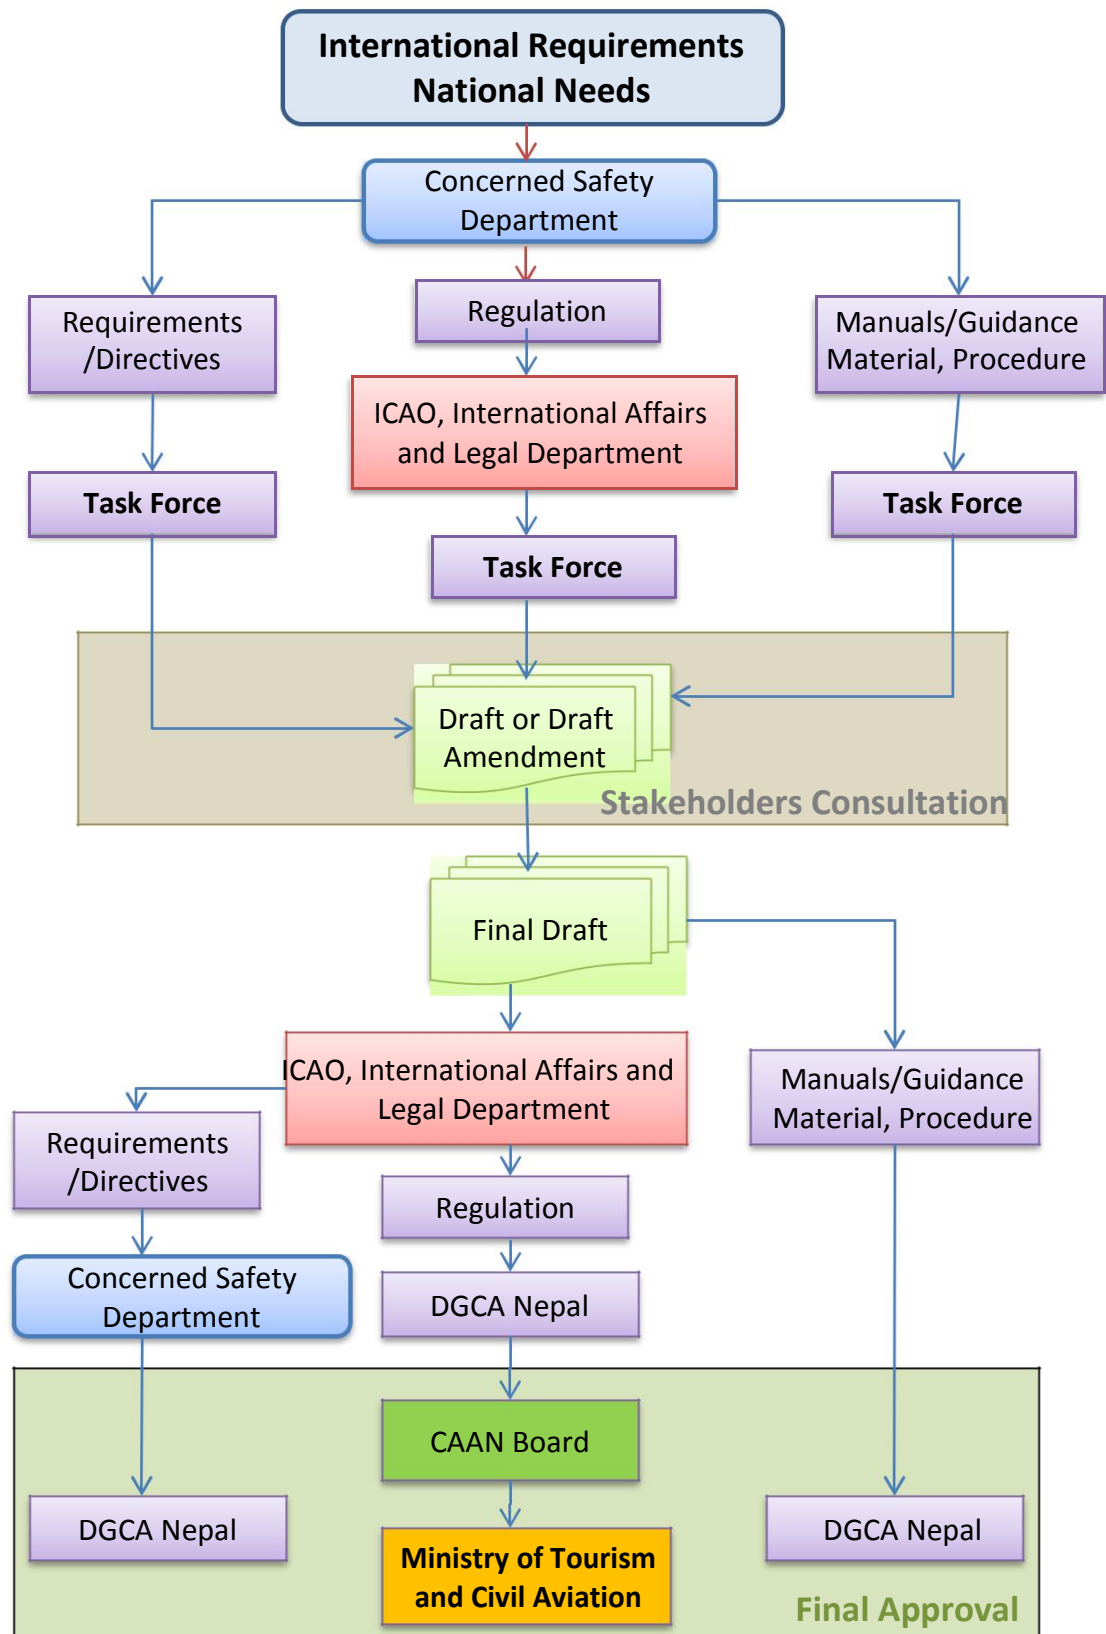 International Requirements
National Needs
Concerned Safety
Department
Requirements
/Directives
Regulation
Manuals/Guidance
Material, Procedure
ICAO, International Affairs
and Legal Department
Task Force
Task Force
Task Force
Draft or Draft
Amendment
Stakeholders Consultation
Final Draft
ICAO, International Affairs and
Legal Department
Manuals/Guidance
Material, Procedure
Requirements
/Directives
Regulation
Concerned Safety
Department
DGCA Nepal
CAAN Board
DGCA Nepal
DGCA Nepal
Ministry of Tourism
and Civil Aviation
Final Approval